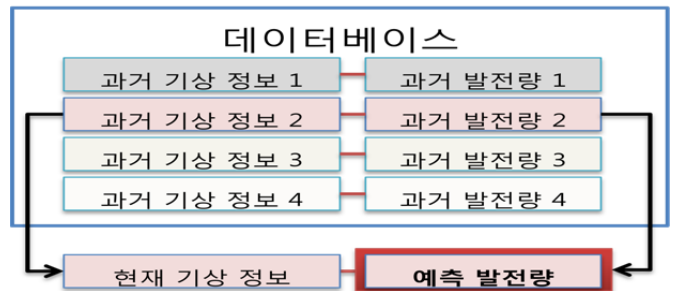 데이터베이스
과거 기상 정보 1 과거 발전량 1
과거 기상 정보 2 과거 발전량 2
과거 기상 정보 3 과거 발전량 3
과거 기상 정보 4 과거 발전량 4
현재 기상 정보 예측 발전량